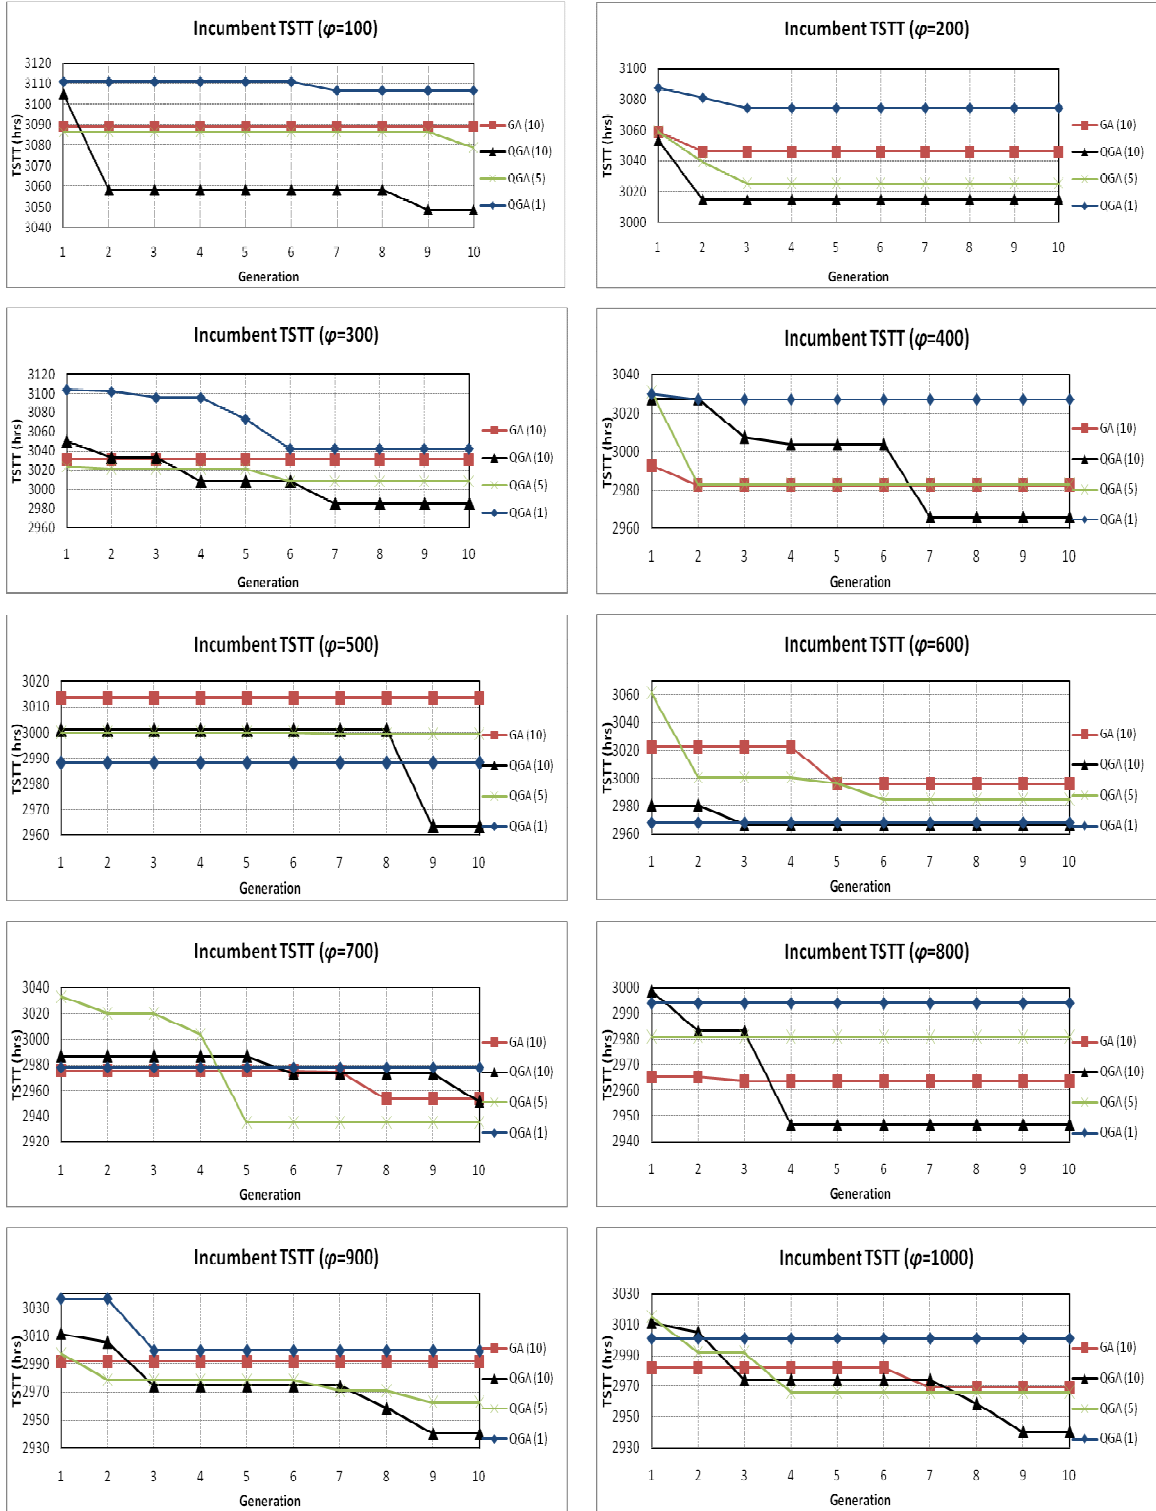 Incumbent TSTT (φ=100)
TSTT (hrs)
3120
3110
3100
3090
3080
3070
3060
3050
3040
1 2 3 4 5 6 7 8 9 10
Generation
GA (10)
QGA (10)
QGA (5)
QGA (1)
Incumbent TSTT (φ=200)
TSTT (hrs)
3100
3080
3060
3040
3020
3000
1 2 3 4 5 6 7 8 9 10
Generation
GA (10)
QGA (10)
QGA (5)
QGA (1)
Incumbent TSTT (φ=300)
TSTT (hrs)
3120
3100
3080
3060
3040
3020
3000
2980
2960
1 2 3 4 5 6 7 8 9 10
Generation
GA (10)
QGA (10)
QGA (5)
QGA (1)
Incumbent TSTT (φ=400)
TSTT (hrs)
3040
3020
3000
2980
2960
1 2 3 4 5 6 7 8 9 10
Generation
GA (10)
QGA (10)
QGA (5)
QGA (1)
Incumbent TSTT (φ=500)
TSTT (hrs)
3020
3010
3000
2990
2980
2970
2960
1 2 3 4 5 6 7 8 9 10
Generation
GA (10)
QGA (10)
QGA (5)
QGA (1)
Incumbent TSTT (φ=600)
TSTT (hrs)
3060
3040
3020
3000
2980
2960
1 2 3 4 5 6 7 8 9 10
Generation
GA (10)
QGA (10)
QGA (5)
QGA (1)
Incumbent TSTT (φ=700)
TSTT (hrs)
3040
3020
3000
2980
2960
2940
2920
1 2 3 4 5 6 7 8 9 10
Generation
GA (10)
QGA (10)
QGA (5)
QGA (1)
Incumbent TSTT (φ=800)
TSTT (hrs)
3000
2990
2980
2970
2960
2950
2940
1 2 3 4 5 6 7 8 9 10
Generation
GA (10)
QGA (10)
QGA (5)
QGA (1)
Incumbent TSTT (φ=900)
TSTT (hrs)
3030
3010
2990
2970
2950
2930
1 2 3 4 5 6 7 8 9 10
Generation
GA (10)
QGA (10)
QGA (5)
QGA (1)
Incumbent TSTT (φ=1000)
TSTT (hrs)
3030
3010
2990
2970
2950
2930
1 2 3 4 5 6 7 8 9 10
Generation
GA (10)
QGA (10)
QGA (5)
QGA (1)